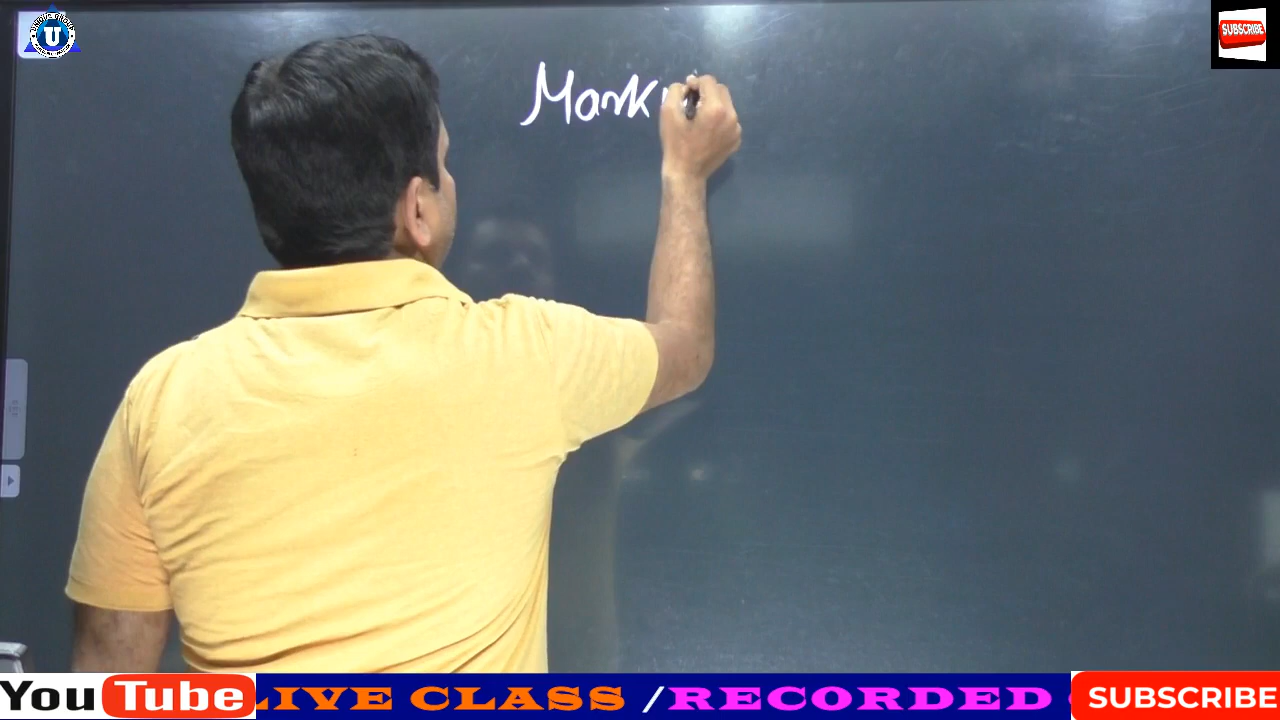 U
SUBSCRIBE
Mark
YouTube
LIVE CLASS /RECORDED
SUBSCRIBE